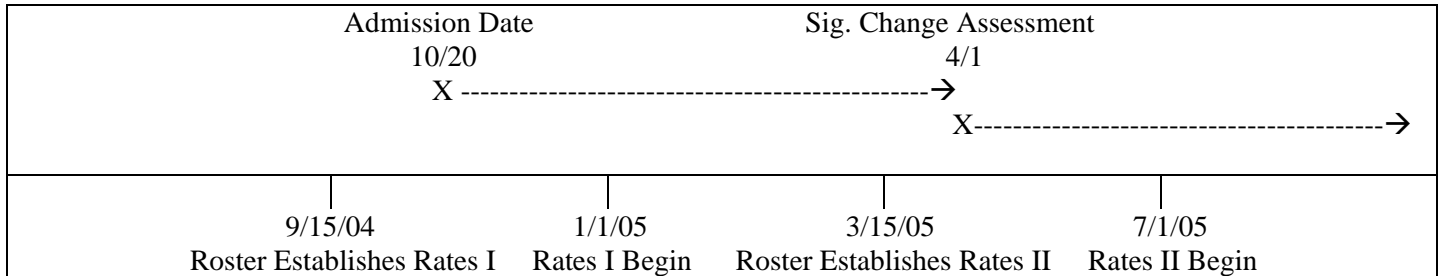 Admission Date Sig. Change Assessment
10/20 4/1
X ------------------------------------------------→
X------------------------------------------→
9/15/04 1/1/05 3/15/05 7/1/05
Roster Establishes Rates I Rates I Begin Roster Establishes Rates II Rates II Begin